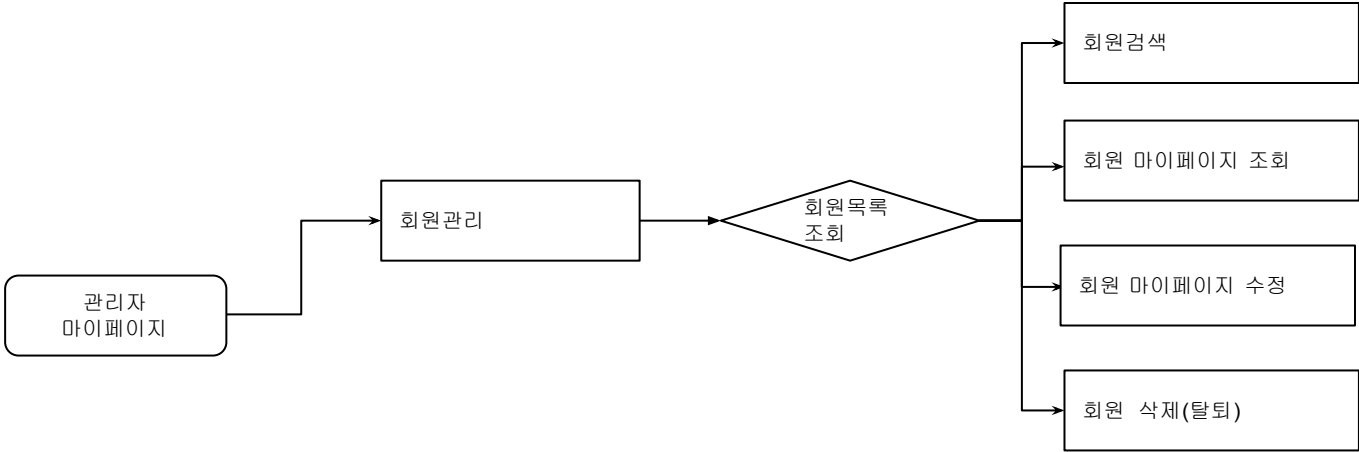 관리자
마이페이지
회원관리
회원목록
조회
회원검색
회원 마이페이지 조회
회원 마이페이지 수정
회원 삭제(탈퇴)